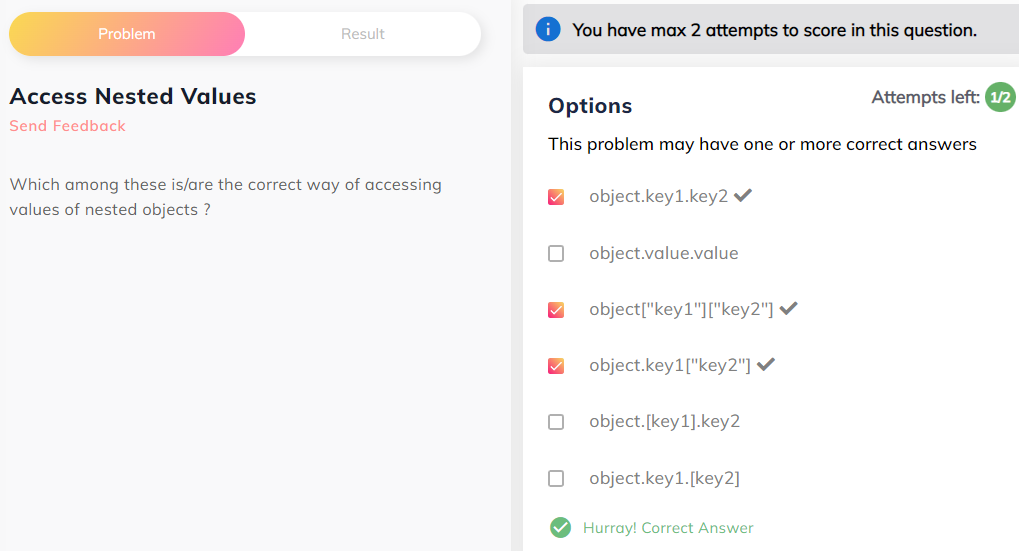 Problem
Result
Access Nested Values
Send Feedback
Which among these is/are the correct way of accessing
values of nested objects ?
You have max 2 attempts to score in this question.
Options
Attempts left: 1/2
This problem may have one or more correct answers
object.key1.key2
object.value.value
object["key1"]["key2"]
object.key1["key2"]
object.[key1].key2
object.key1.[key2]
Hurray! Correct Answer